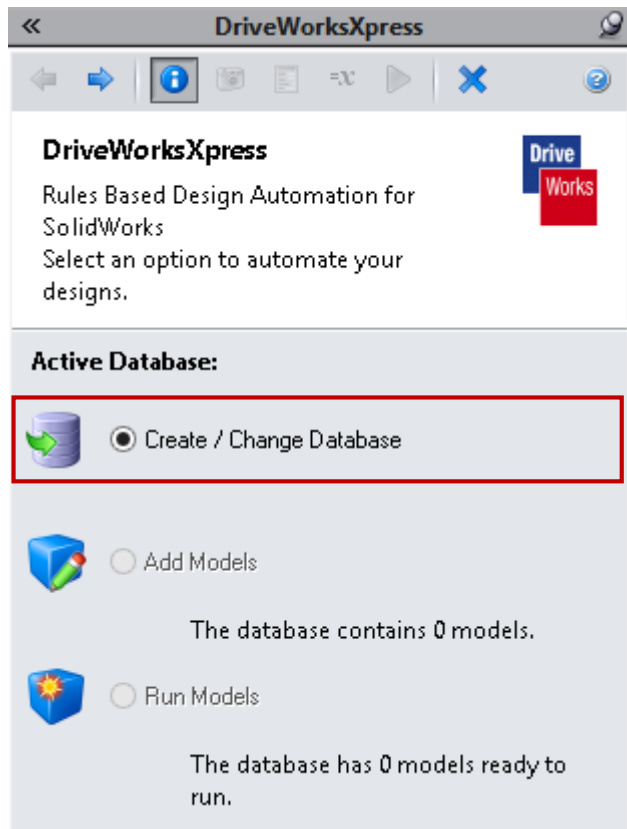 « DriveWorksXpress
=x
DriveWorksXpress
Drive
Works
Rules Based Design Automation for
SolidWorks
Select an option to automate your
designs.
Active Database:
Create / Change Database
Add Models
The database contains 0 models.
Run Models
The database has 0 models ready to
run.